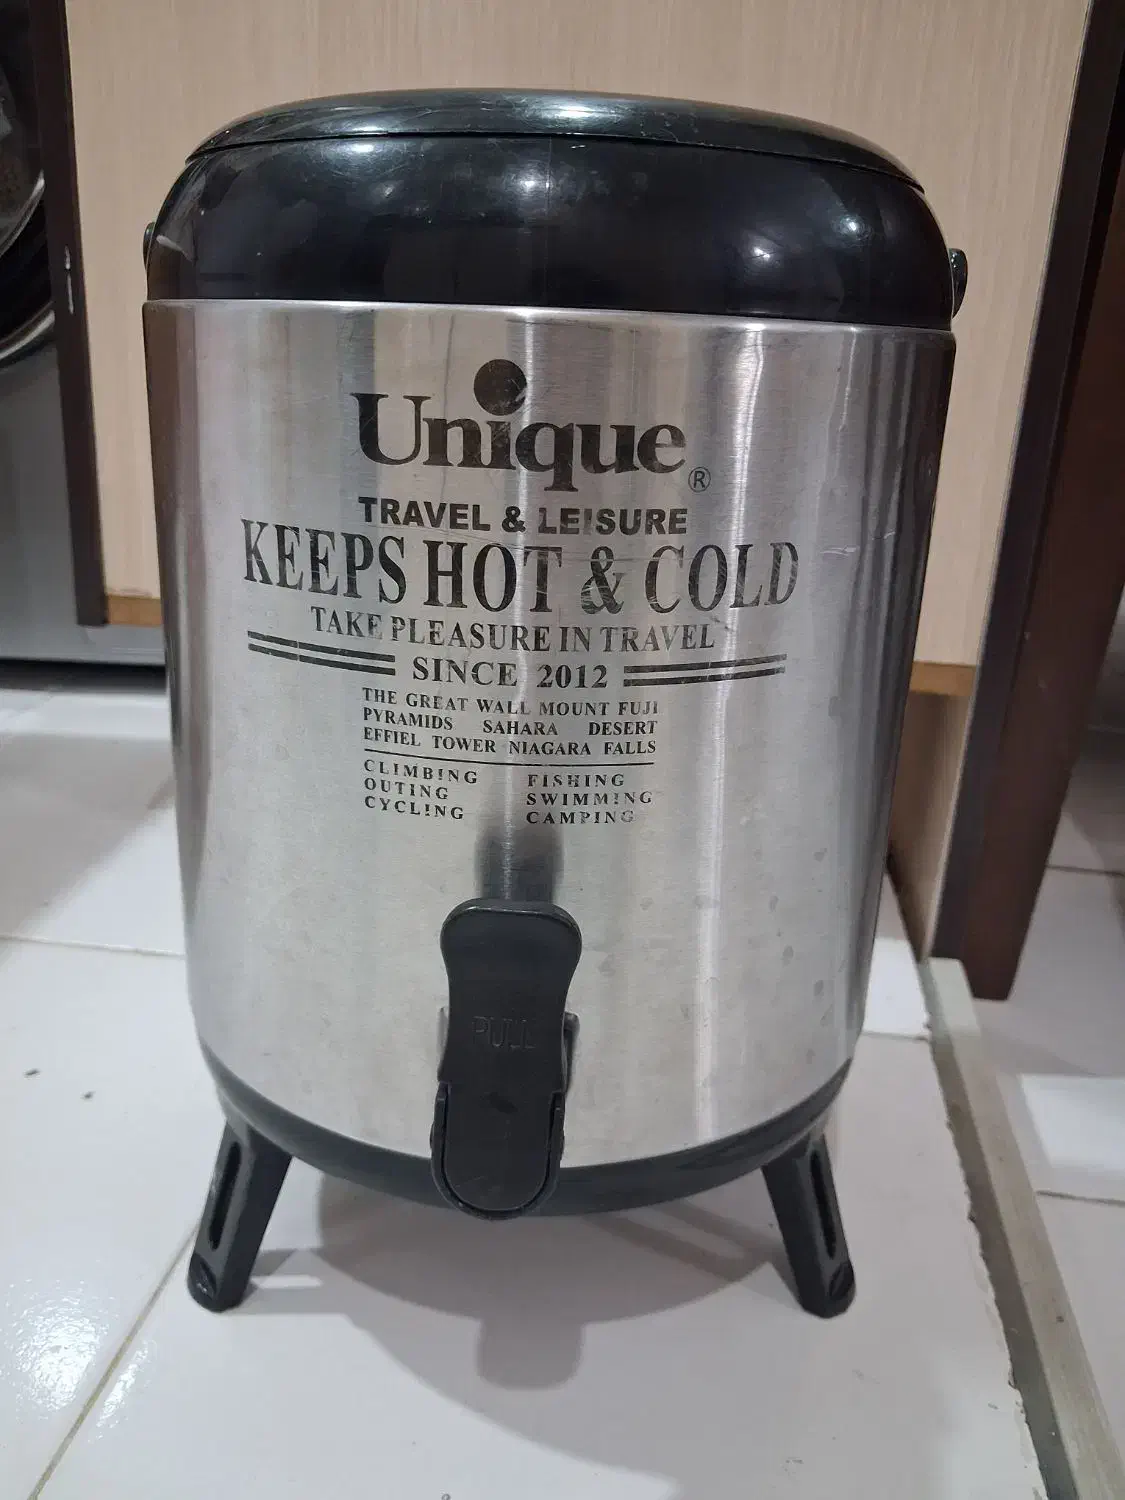 Unique®
TRAVEL & LEISURE
KEEPS HOT & COLD
TAKE PLEASURE IN TRAVEL
SINCE 2012
THE GREAT WALL MOUNT FUJI
PYRAMIDS SAHARA DESERT
EFFIEL TOWER NIAGARA FALLS
CLIMBING FISHING
OUTING SWIMMING
CYCLING CAMPING
PULL